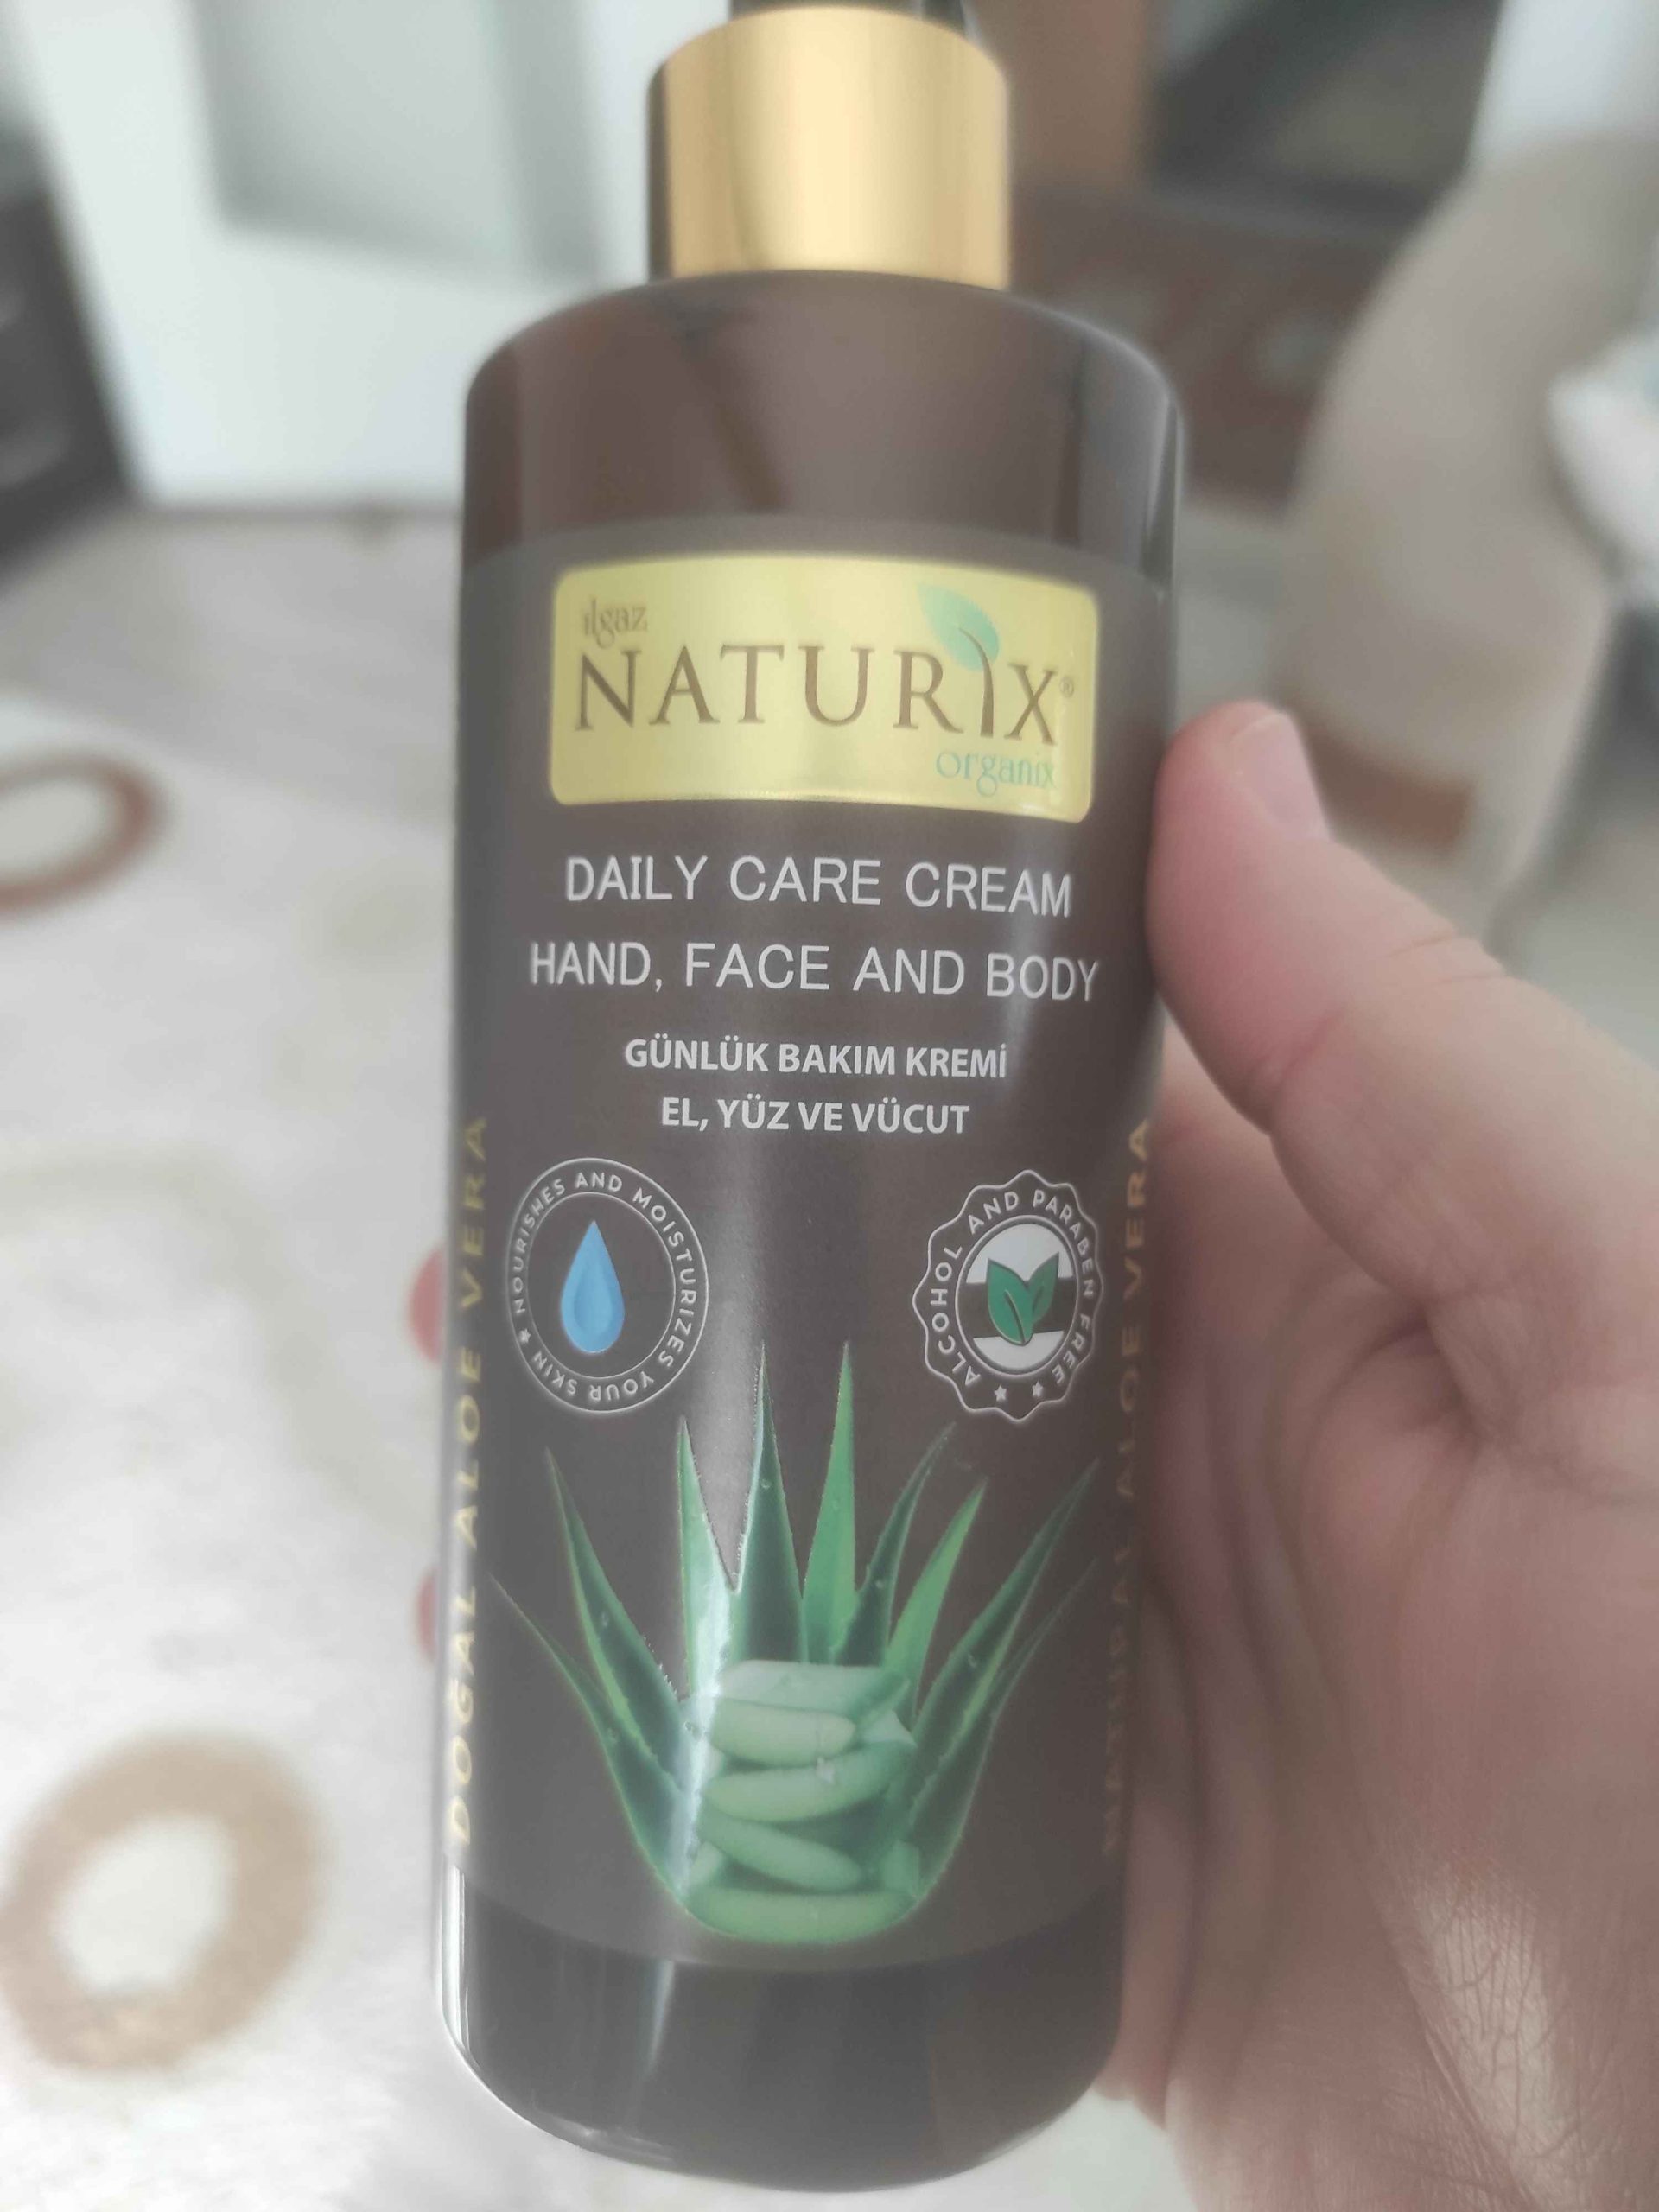 ilgaz
NATURIX®
organix
DAILY CARE CREAM
HAND, FACE AND BODY
GÜNLÜK BAKIM KREMİ
EL, YÜZ VE VÜCUT
NOURISHES AND MOISTURIZES YOUR SKIN
ALCOHOL AND PARABEN FREE
DOĞAL ALOE VERA
NATURAL ALOE VERA